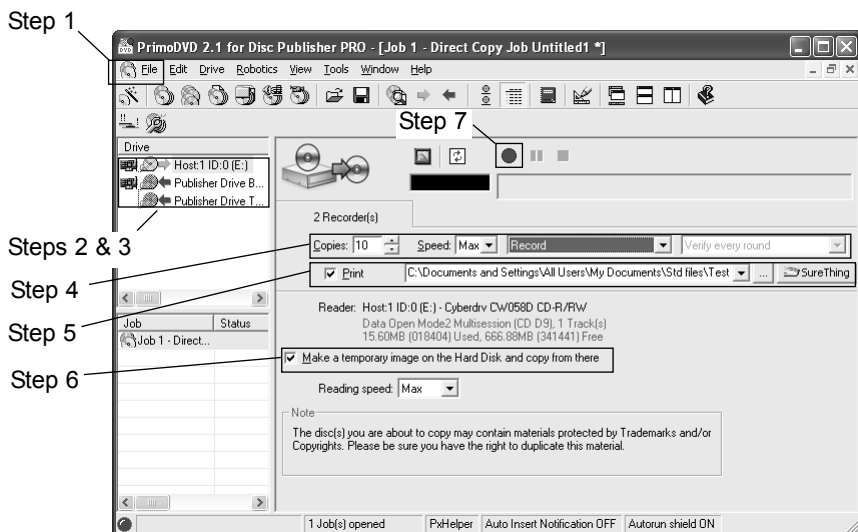 Step 1
PrimoDVD 2.1 for Disc Publisher PRO - [Job 1 - Direct Copy Job Untitled1 *]
File Edit Drive Robotics View Tools Window Help
Step 7
Drive
Host:1 ID:0 (E:)
Publisher Drive B...
Publisher Drive T...
Steps 2 & 3
2 Recorder(s)
Copies: 10 Speed: Max Record Verify every round
Step 4
Print C:\Documents and Settings\All Users\My Documents\Std files\Test ... SureThing
Step 5
Reader: Host:1 ID:0 (E:) - Cyberdrv CW058D CD-R/RW
Data Open Mode2 Multisession (CD D9), 1 Track(s)
15.60MB (018404) Used, 666.88MB (341441) Free
Job Status
Job 1 - Direct...
Step 6
Make a temporary image on the Hard Disk and copy from there
Reading speed: Max
Note
The disc(s) you are about to copy may contain materials protected by Trademarks and/or
Copyrights. Please be sure you have the right to duplicate this material.
1 Job(s) opened PxHelper Auto Insert Notification OFF Autorun shield ON